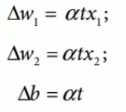 Δw₁ = αtx₁;
Δw₂ = αtx₂;
Δb = αt